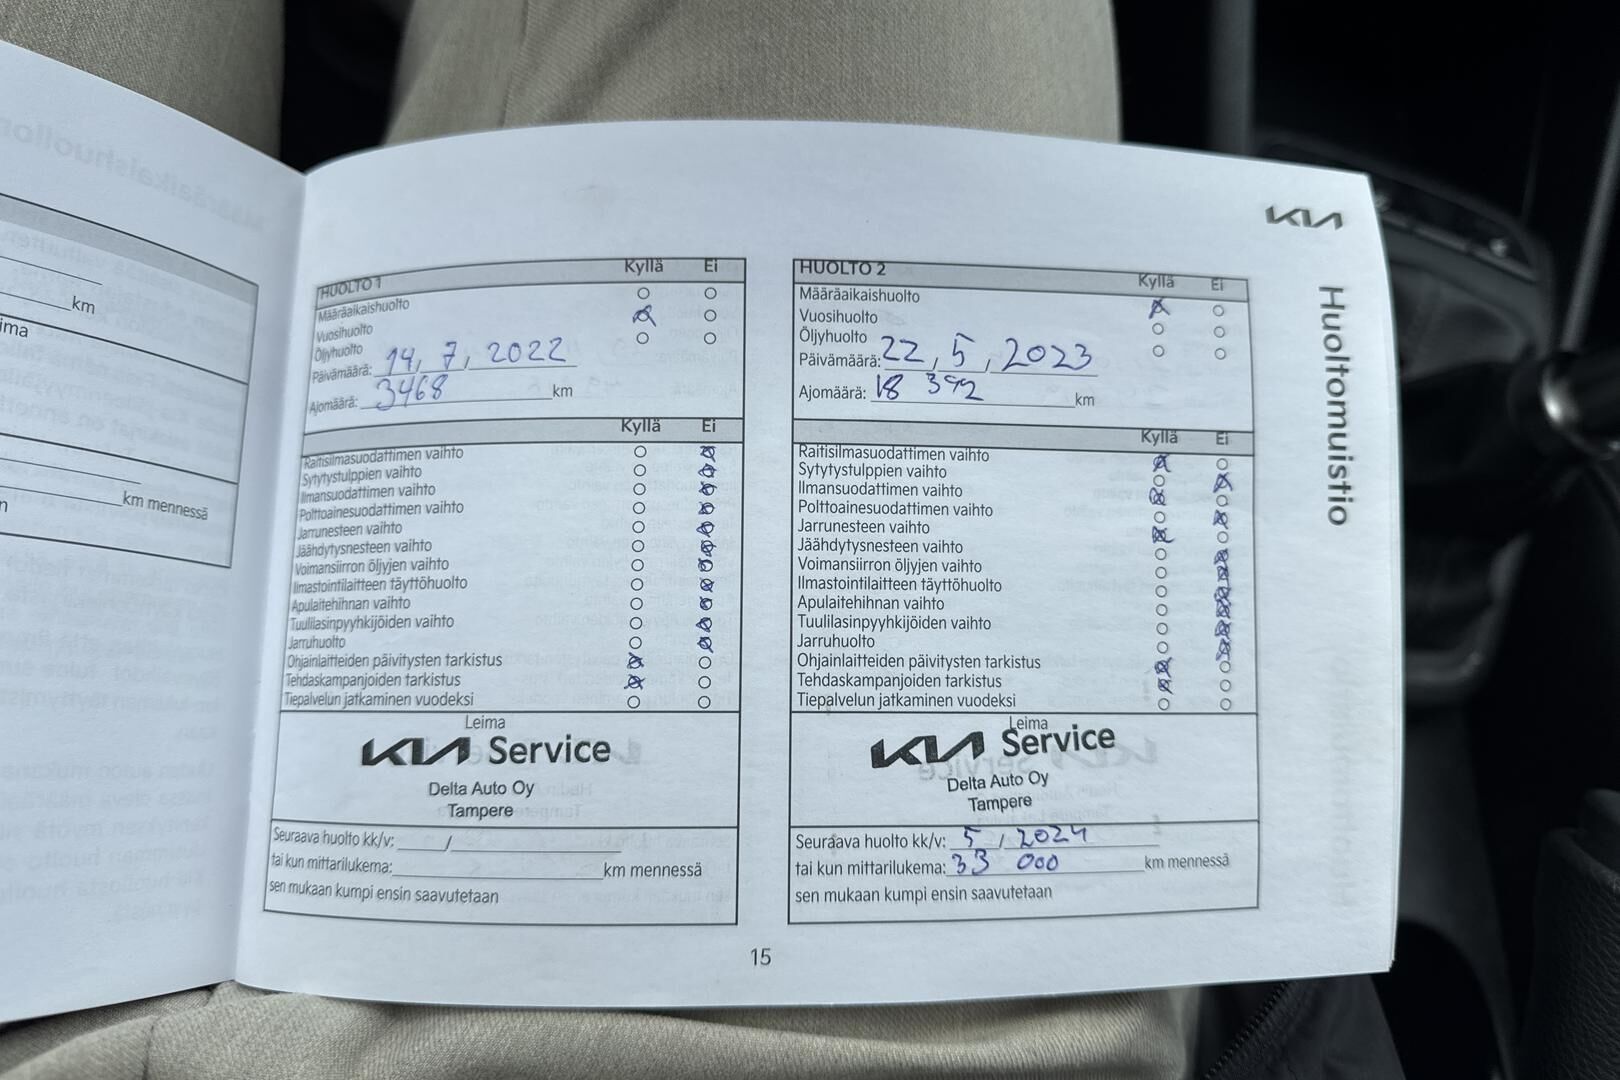 km
km mennessä
HUOLTO 1 Kyllä Ei
Määräaikaishuolto
Vuosihuolto
Öljyhuolto
Päivämäärä: 14, 7, 2022
Ajomäärä: 3468 km
Kyllä Ei
Raitisilmasuodattimen vaihto
Sytytystulppien vaihto
Ilmansuodattimen vaihto
Polttoainesuodattimen vaihto
Jarrunesteen vaihto
Jäähdytysnesteen vaihto
Voimansiirron öljyjen vaihto
Ilmastointilaitteen täyttöhuolto
Apulaitehihnan vaihto
Tuulilasinpyyhkijöiden vaihto
Jarruhuolto
Ohjainlaitteiden päivitysten tarkistus
Tehdaskampanjoiden tarkistus
Tiepalvelun jatkaminen vuodeksi
Leima
KIA Service
Delta Auto Oy
Tampere
Seuraava huolto kk/v: /
tai kun mittarilukema: km mennessä
sen mukaan kumpi ensin saavutetaan
HUOLTO 2 Kyllä Ei
Määräaikaishuolto
Vuosihuolto
Öljyhuolto
Päivämäärä: 22, 5, 2023
Ajomäärä: 18 392 km
Kyllä Ei
Raitisilmasuodattimen vaihto
Sytytystulppien vaihto
Ilmansuodattimen vaihto
Polttoainesuodattimen vaihto
Jarrunesteen vaihto
Jäähdytysnesteen vaihto
Voimansiirron öljyjen vaihto
Ilmastointilaitteen täyttöhuolto
Apulaitehihnan vaihto
Tuulilasinpyyhkijöiden vaihto
Jarruhuolto
Ohjainlaitteiden päivitysten tarkistus
Tehdaskampanjoiden tarkistus
Tiepalvelun jatkaminen vuodeksi
Leima
KIA Service
Delta Auto Oy
Tampere
Seuraava huolto kk/v: 5 / 2024
tai kun mittarilukema: 33 000 km mennessä
sen mukaan kumpi ensin saavutetaan
KIA
Huoltomuistio
15